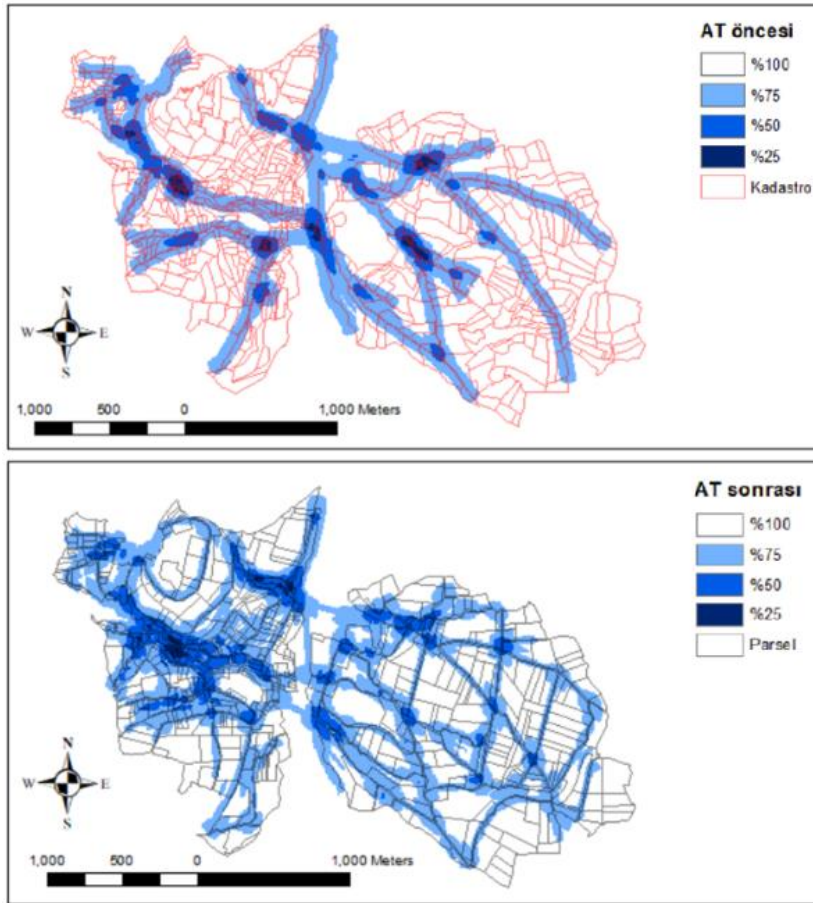 AT öncesi
%100
%75
%50
%25
Kadastro
N
W E
S
1,000 500 0 1,000 Meters
AT sonrası
%100
%75
%50
%25
Parsel
N
W E
S
1,000 500 0 1,000 Meters